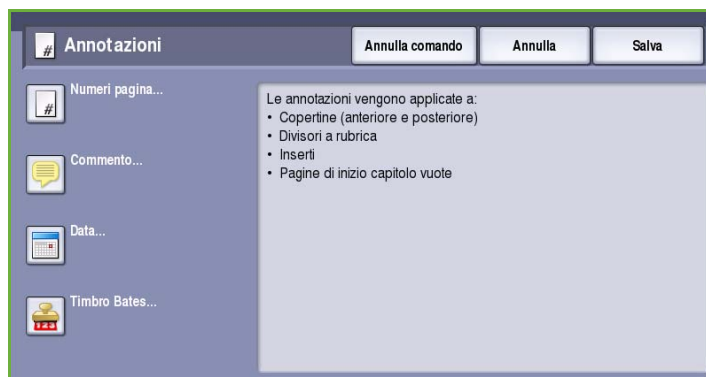 # Annotazioni
Annulla comando
Annulla
Salva
# Numeri pagina...
Commento...
Data...
123 Timbro Bates...
Le annotazioni vengono applicate a:
• Copertine (anteriore e posteriore)
• Divisori a rubrica
• Inserti
• Pagine di inizio capitolo vuote